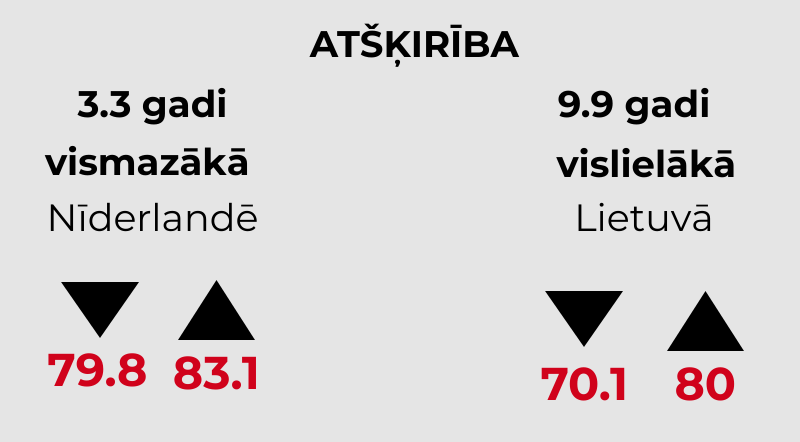 ATŠĶIRĪBA
3.3 gadi
vismazākā
Nīderlandē
79.8 83.1
9.9 gadi
vislielākā
Lietuvā
70.1 80